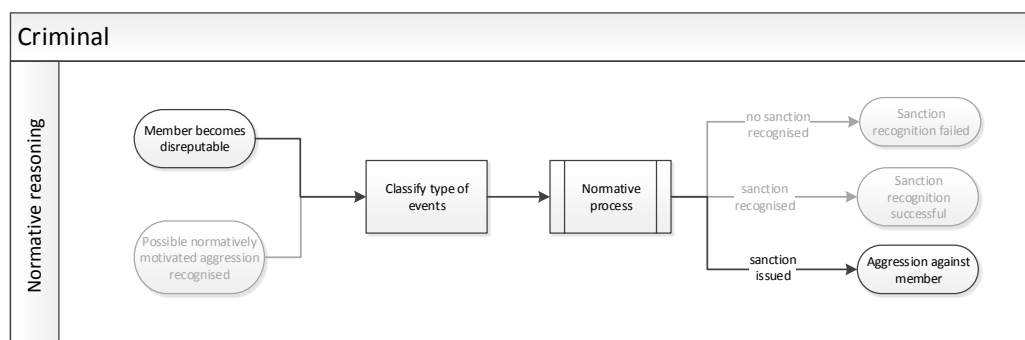 Criminal
Normative reasoning
Member becomes
disreputable
Possible normatively
motivated aggression
recognised
Classify type of
events
Normative
process
no sanction
recognised
sanction
recognised
sanction
issued
Sanction
recognition failed
Sanction
recognition
successful
Aggression against
member